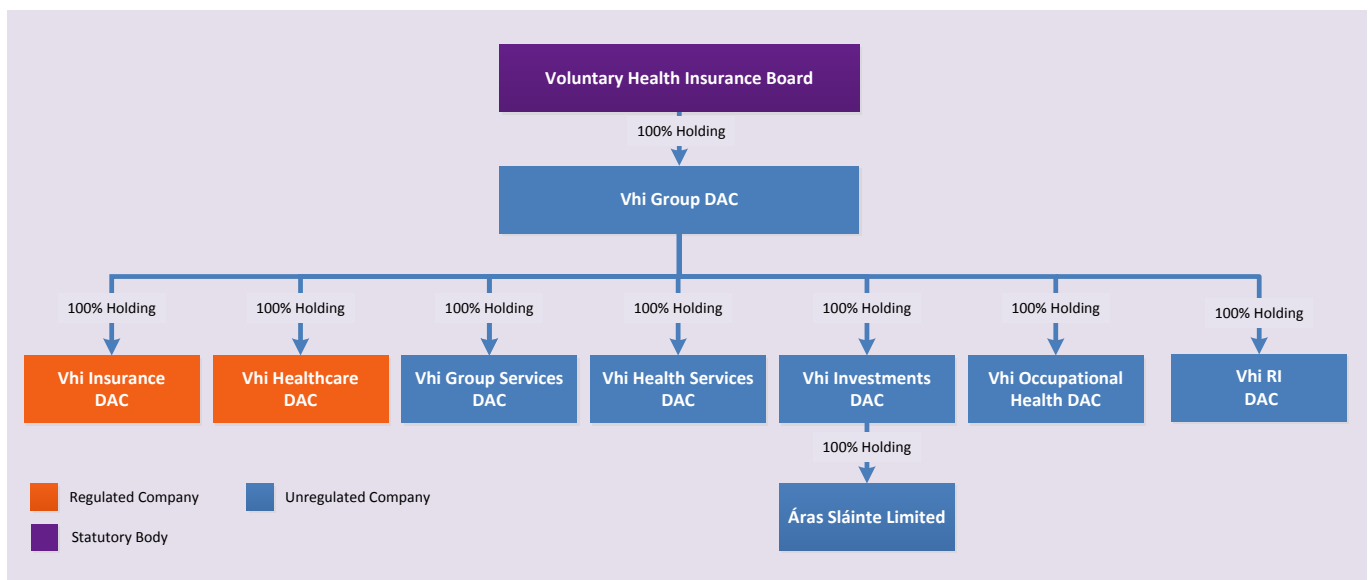 Voluntary Health Insurance Board
100% Holding
Vhi Group DAC
100% Holding
100% Holding
100% Holding
100% Holding
100% Holding
100% Holding
100% Holding
Vhi Insurance
DAC
Vhi Healthcare
DAC
Vhi Group Services
DAC
Vhi Health Services
DAC
Vhi Investments
DAC
Vhi Occupational
Health DAC
Vhi RI
DAC
100% Holding
Áras Sláinte Limited
Regulated Company
Unregulated Company
Statutory Body